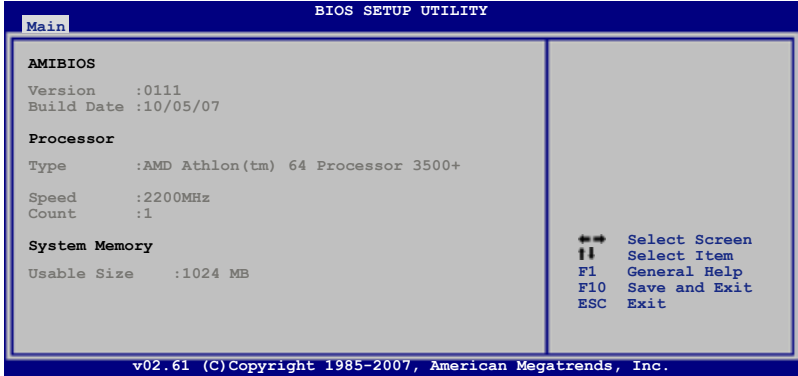 BIOS SETUP UTILITY
Main
AMIBIOS
Version :0111
Build Date :10/05/07
Processor
Type :AMD Athlon(tm) 64 Processor 3500+
Speed :2200MHz
Count :1
System Memory
Usable Size :1024 MB
←→ Select Screen
↑↓ Select Item
F1 General Help
F10 Save and Exit
ESC Exit
v02.61 (C)Copyright 1985-2007, American Megatrends, Inc.